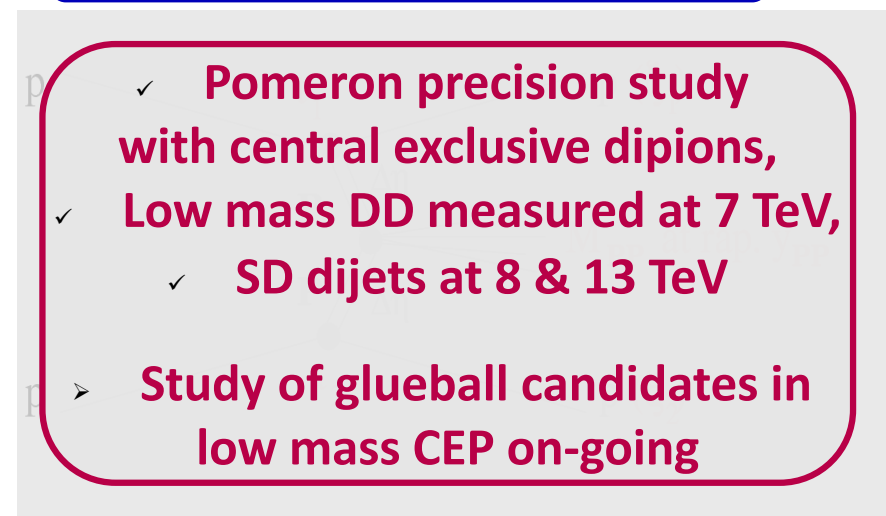 ✓ Pomeron precision study
with central exclusive dipions,
✓ Low mass DD measured at 7 TeV,
✓ SD dijets at 8 & 13 TeV
➢ Study of glueball candidates in
low mass CEP on-going
p
p